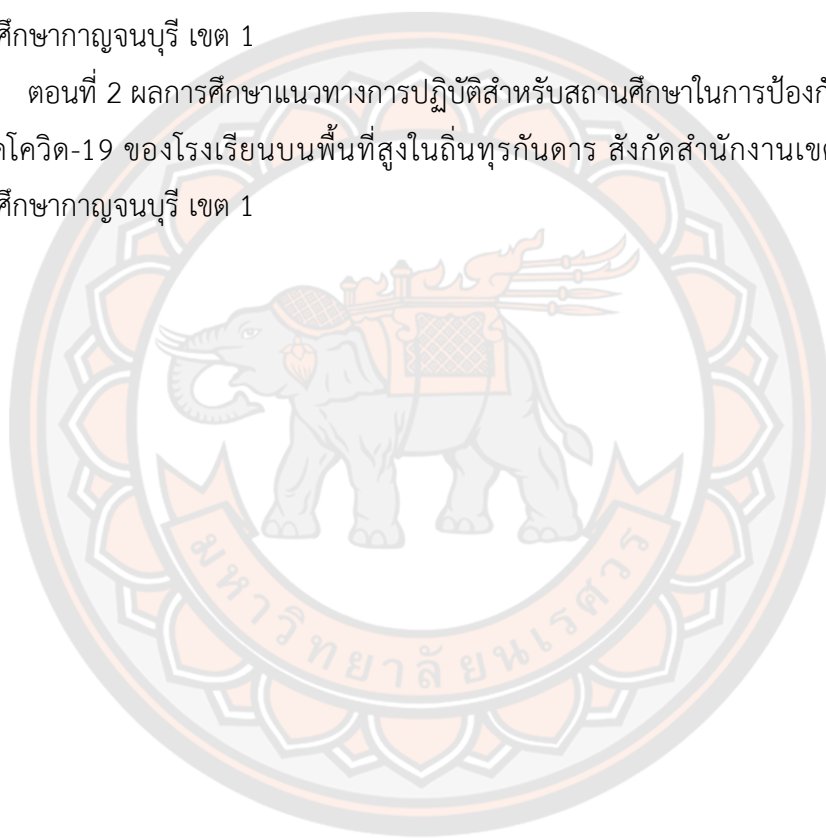 ศึกษากาญจนบุรี เขต 1
ตอนที่ 2 ผลการศึกษาแนวทางการปฏิบัติสำหรับสถานศึกษาในการป้องกั
โควิด-19 ของโรงเรียนบนพื้นที่สูงในถิ่นทุรกันดาร สังกัดสำนักงานเขต
ศึกษากาญจนบุรี เขต 1
มหาวิทยาลัยนเรศวร